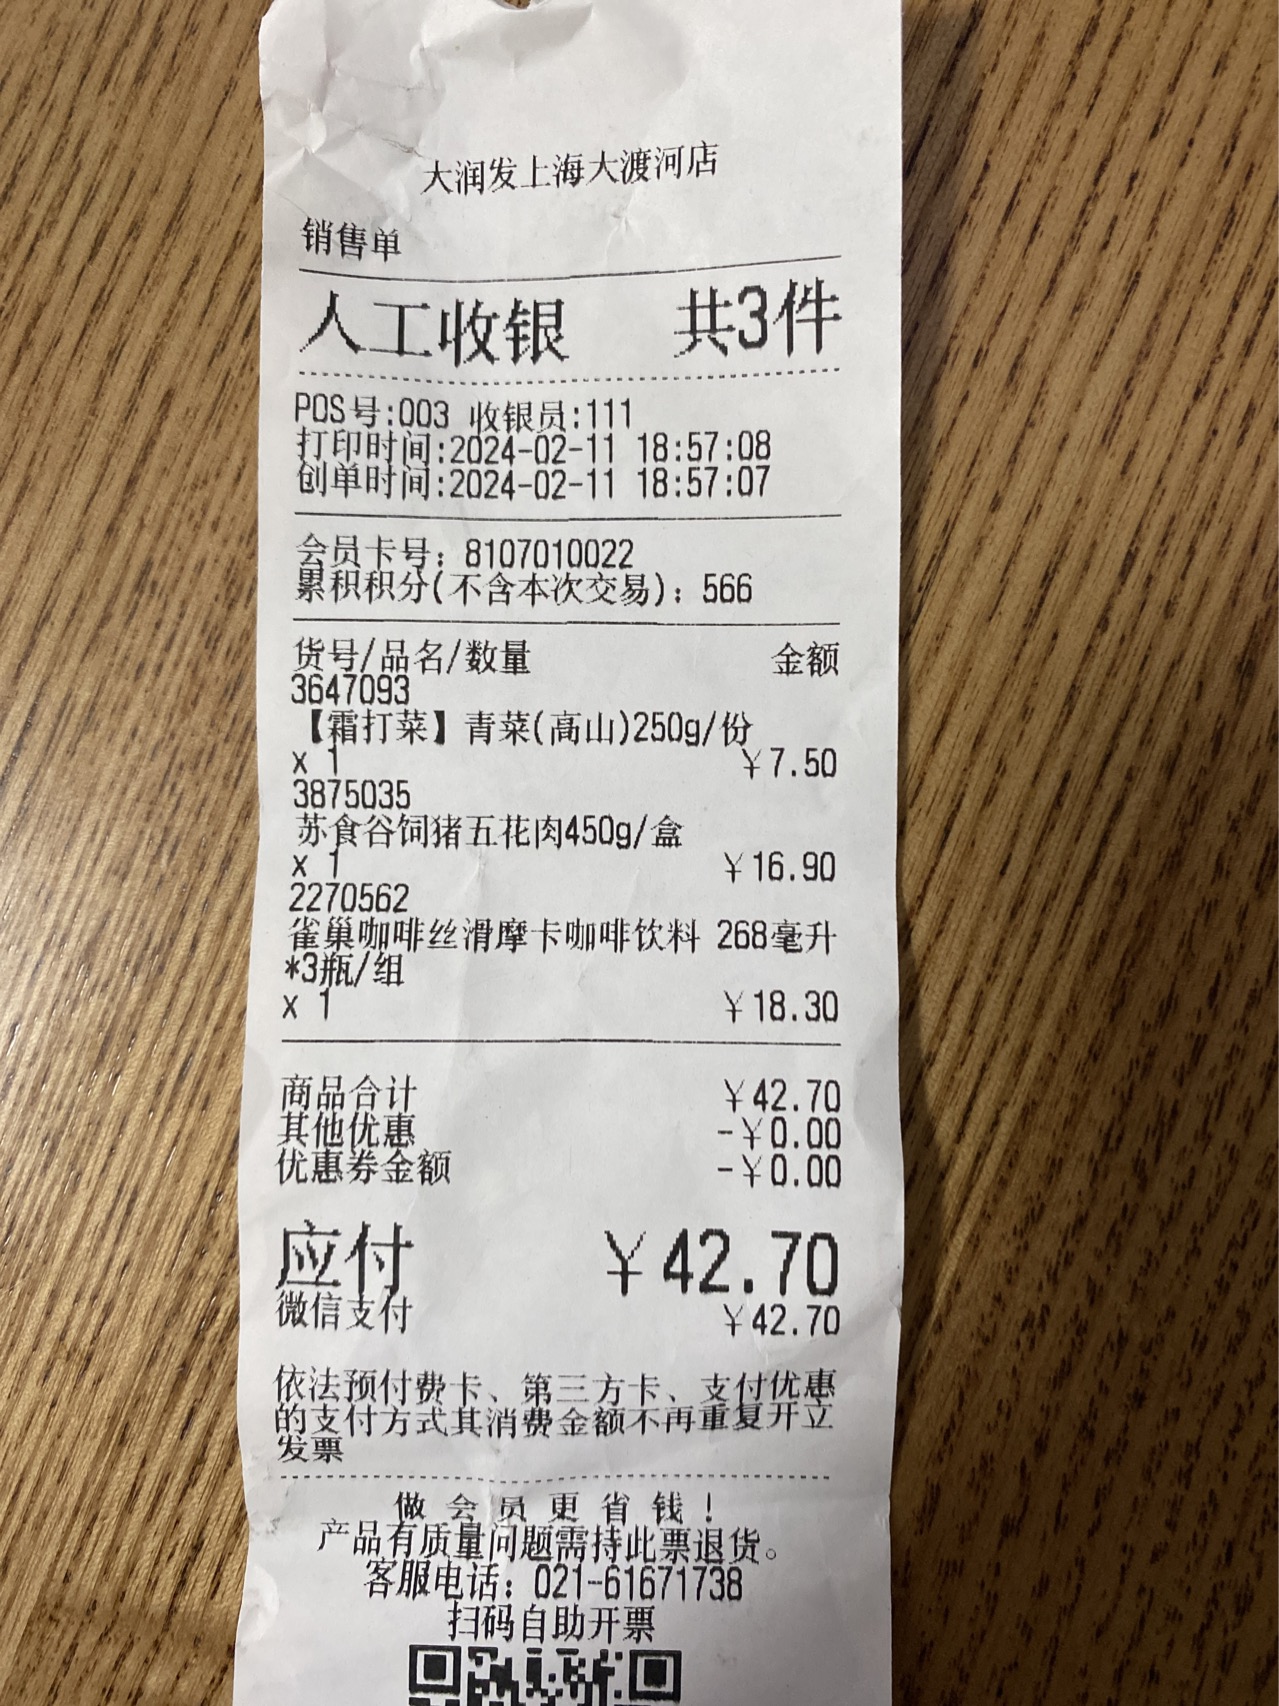 大润发上海大渡河店
销售单
人工收银 共3件
POS号:003 收银员:111
打印时间:2024-02-11 18:57:08
创单时间:2024-02-11 18:57:07
会员卡号：8107010022
累积积分(不含本次交易)：566
货号/品名/数量 金额
3647093
【霜打菜】青菜(高山)250g/份
x 1 ￥7.50
3875035
苏食谷饲猪五花肉450g/盒
x 1 ￥16.90
2270562
雀巢咖啡丝滑摩卡咖啡饮料 268毫升
*3瓶/组
x 1 ￥18.30
商品合计 ￥42.70
其他优惠 -￥0.00
优惠券金额 -￥0.00
应付 ￥42.70
微信支付 ￥42.70
依法预付费卡、第三方卡、支付优惠
的支付方式其消费金额不再重复开立
发票
做会员更省钱！
产品有质量问题需持此票退货。
客服电话：021-61671738
扫码自助开票